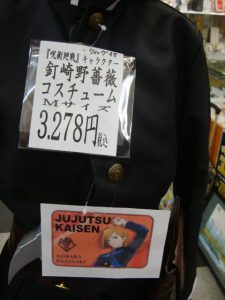 『呪術廻戦』キャラクター
釘崎野薔薇
コスチューム
Mサイズ
3.278円税込
JUJUTSU
KAISEN
NOBARA
KUGISAKI